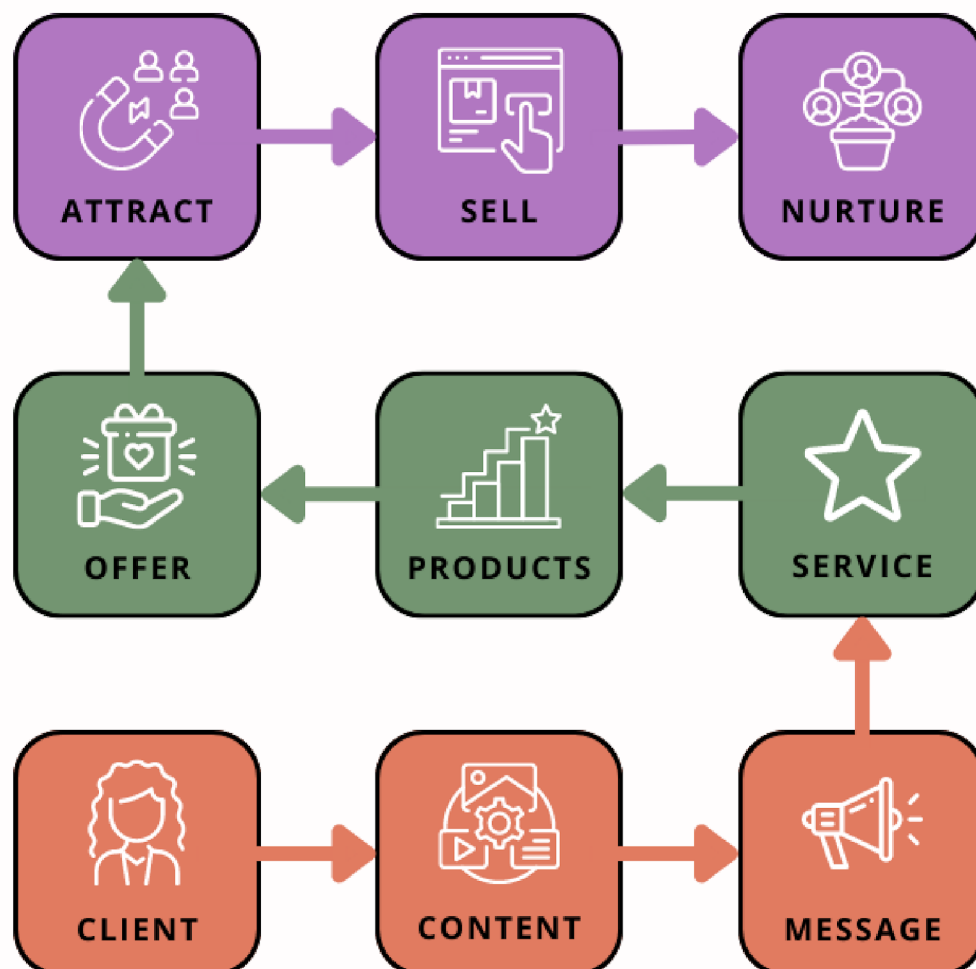 ATTRACT
SELL
NURTURE
OFFER
PRODUCTS
SERVICE
CLIENT
CONTENT
MESSAGE